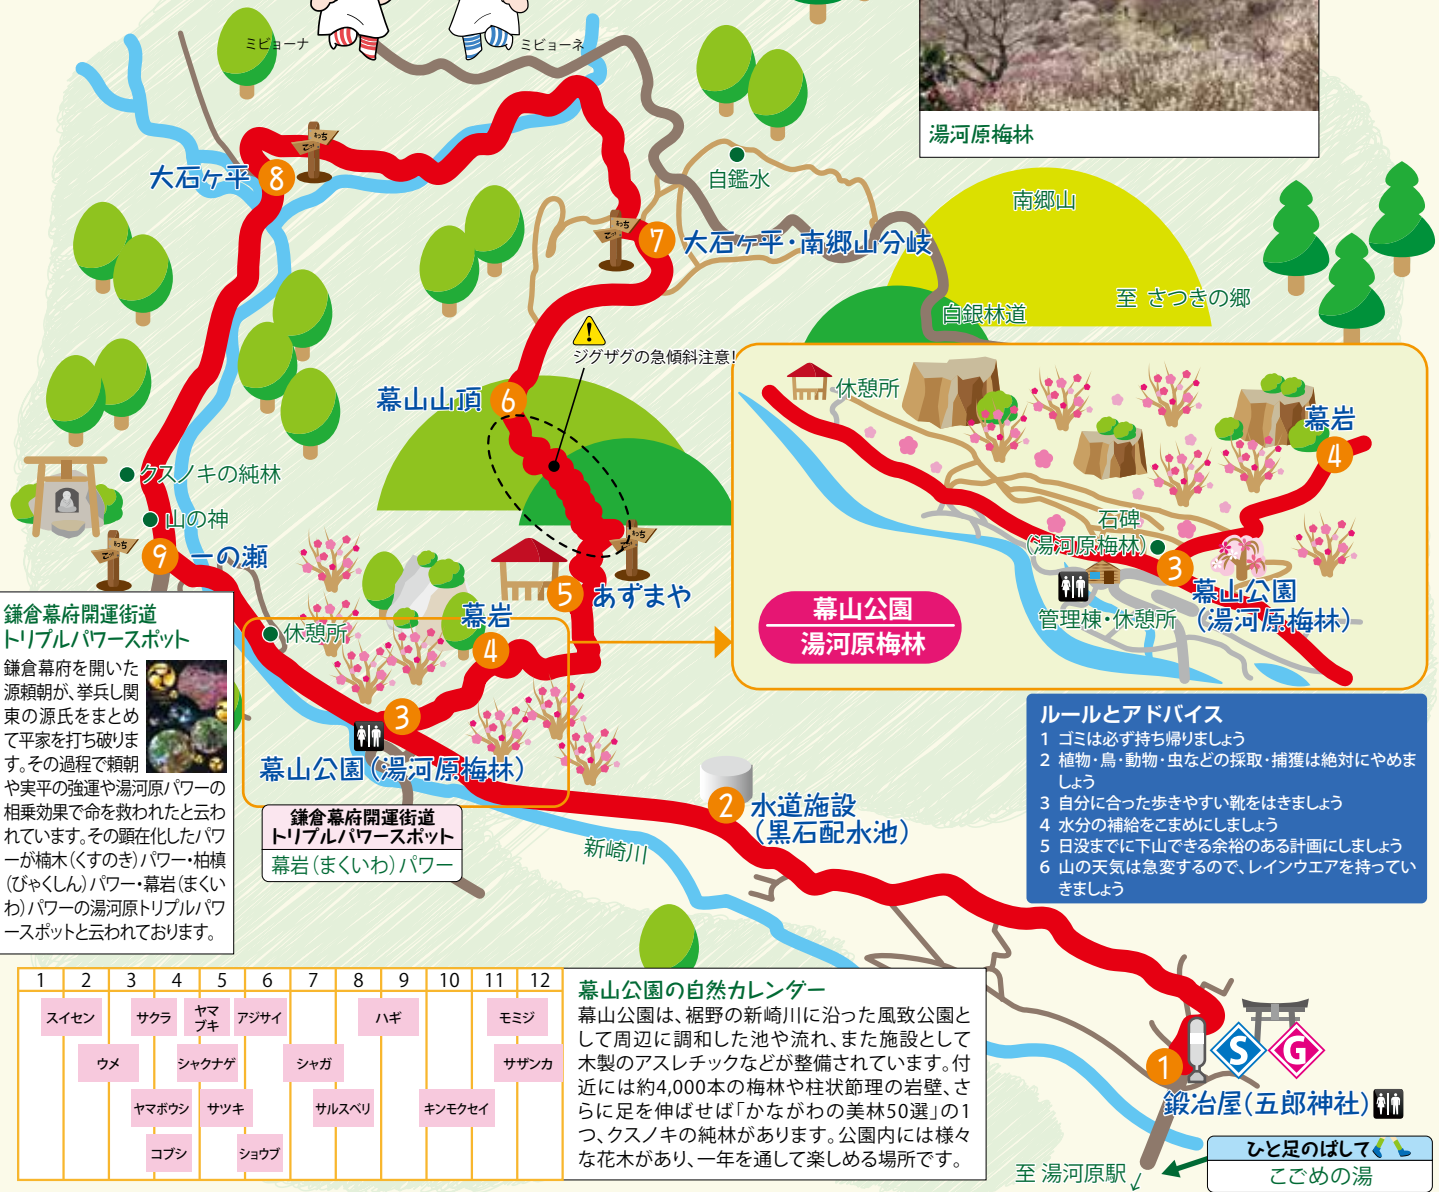 ミビョーナ
ミビョーネ
湯河原梅林
わち
ご
大石ヶ平
8
自鑑水
南郷山
わち
ご
7
大石ヶ平・南郷山分岐
至 さつきの郷
白銀林道
ジグザグの急傾斜注意!
幕山山頂
6
休憩所
幕岩
4
クスノキの純林
山の神
石碑
(湯河原梅林)
わち
9
一の瀬
わち
3
幕山公園
(湯河原梅林)
管理棟・休憩所
幕山公園
湯河原梅林
5
あずまや
幕岩
4
休憩所
3
幕山公園(湯河原梅林)
鎌倉幕府開運街道
トリプルパワースポット
鎌倉幕府を開いた
源頼朝が、挙兵し関
東の源氏をまとめ
て平家を打ち破りま
す。その過程で頼朝
や実平の強運や湯河原パワーの
相乗効果で命を救われたと云わ
れています。その顕在化したパワ
ーが楠木(くすのき)パワー・柏槙
(びゃくしん)パワー・幕岩(まくい
わ)パワーの湯河原トリプルパワ
ースポットと云われております。
鎌倉幕府開運街道
トリプルパワースポット
幕岩(まくいわ)パワー
2
水道施設
(黒石配水池)
新崎川
ルールとアドバイス
1 ゴミは必ず持ち帰りましょう
2 植物・鳥・動物・虫などの採取・捕獲は絶対にやめま
しょう
3 自分に合った歩きやすい靴をはきましょう
4 水分の補給をこまめにしましょう
5 日没までに下山できる余裕のある計画にしましょう
6 山の天気は急変するので、レインウエアを持ってい
きましょう
1 2 3 4 5 6 7 8 9 10 11 12
スイセン サクラ ヤマブキ アジサイ ハギ モミジ
ウメ シャクナゲ シャガ サザンカ
ヤマボウシ サツキ サルスベリ キンモクセイ
コブシ ショウブ
幕山公園の自然カレンダー
幕山公園は、裾野の新崎川に沿った風致公園と
して周辺に調和した池や流れ、また施設として
木製のアスレチックなどが整備されています。付
近には約4,000本の梅林や柱状節理の岩壁、さ
らに足を伸ばせば「かながわの美林50選」の1
つ、クスノキの純林があります。公園内には様々
な花木があり、一年を通して楽しめる場所です。
S G
1
鍛冶屋(五郎神社)
至 湯河原駅
ひと足のばして
こごめの湯